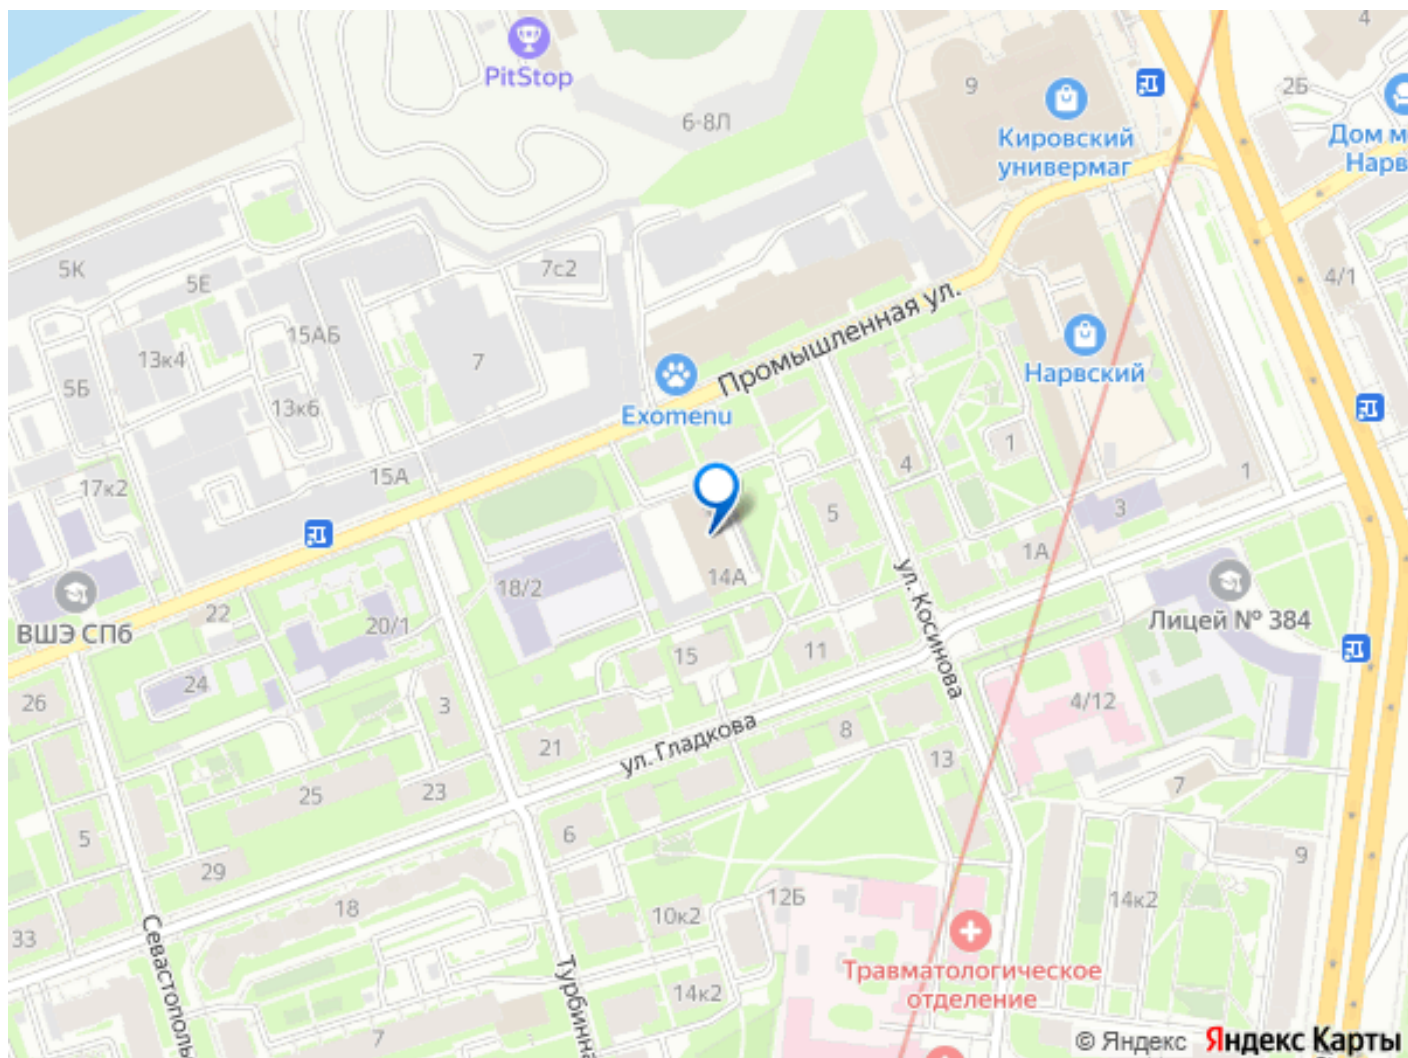 4
PitStop
9
2Б
6-8Л
Кировский
универмаг
Дом м
Нарв
5К
7с2
5Е
4/1
15АБ
Промышленная ул.
13к4
7
5Б
Нарвский
13к6
Exomenu
1
4
1
15А
17к2
5
3
1А
18/2
14А
ул. Косинова
ВШЭ СПб
22
20/1
Лицей № 384
15
11
24
26
3
4/12
21
ул. Гладкова
8
13
25
23
7
5
6
29
9
18
12Б
14к2
10к2
33
Севастополь
Турбинна
Травматологическое
отделение
14к2
7
© Яндекс Яндекс Карты